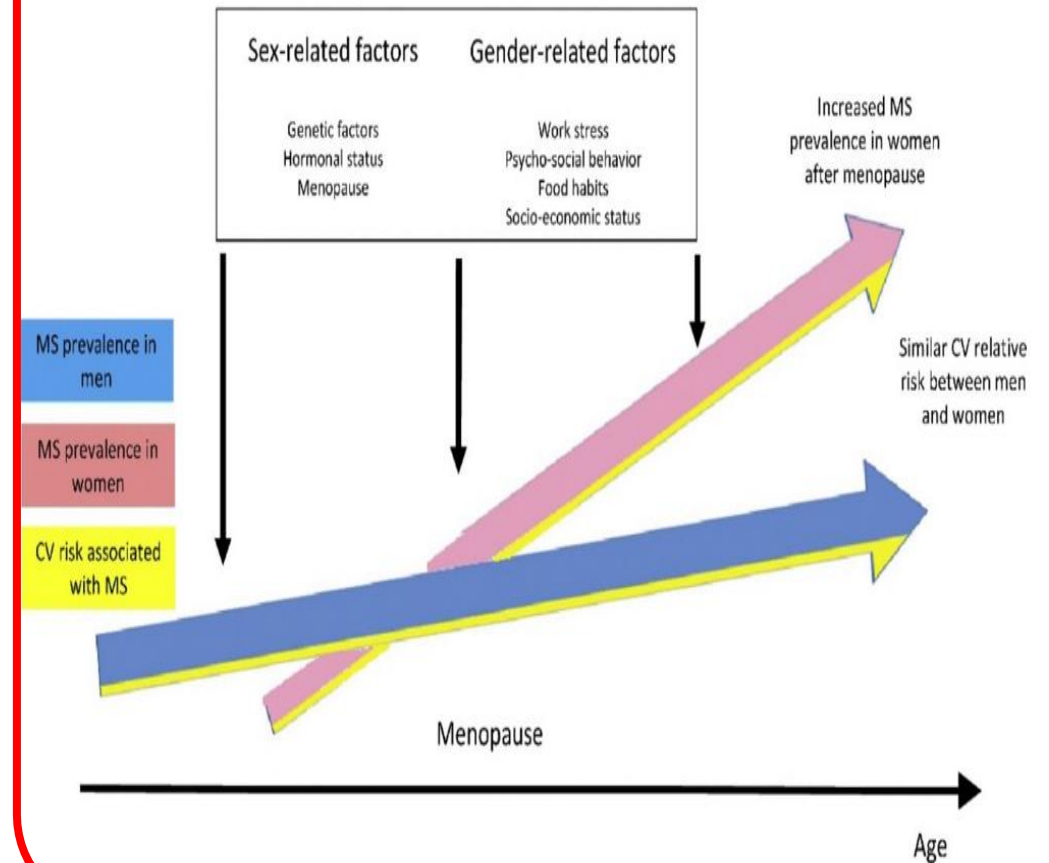 Sex-related factors
Genetic factors
Hormonal status
Menopause
Gender-related factors
Work stress
Psycho-social behavior
Food habits
Socio-economic status
Increased MS
prevalence in women
after menopause
MS prevalence in
men
MS prevalence in
women
CV risk associated
with MS
Similar CV relative
risk between men
and women
Menopause
Age